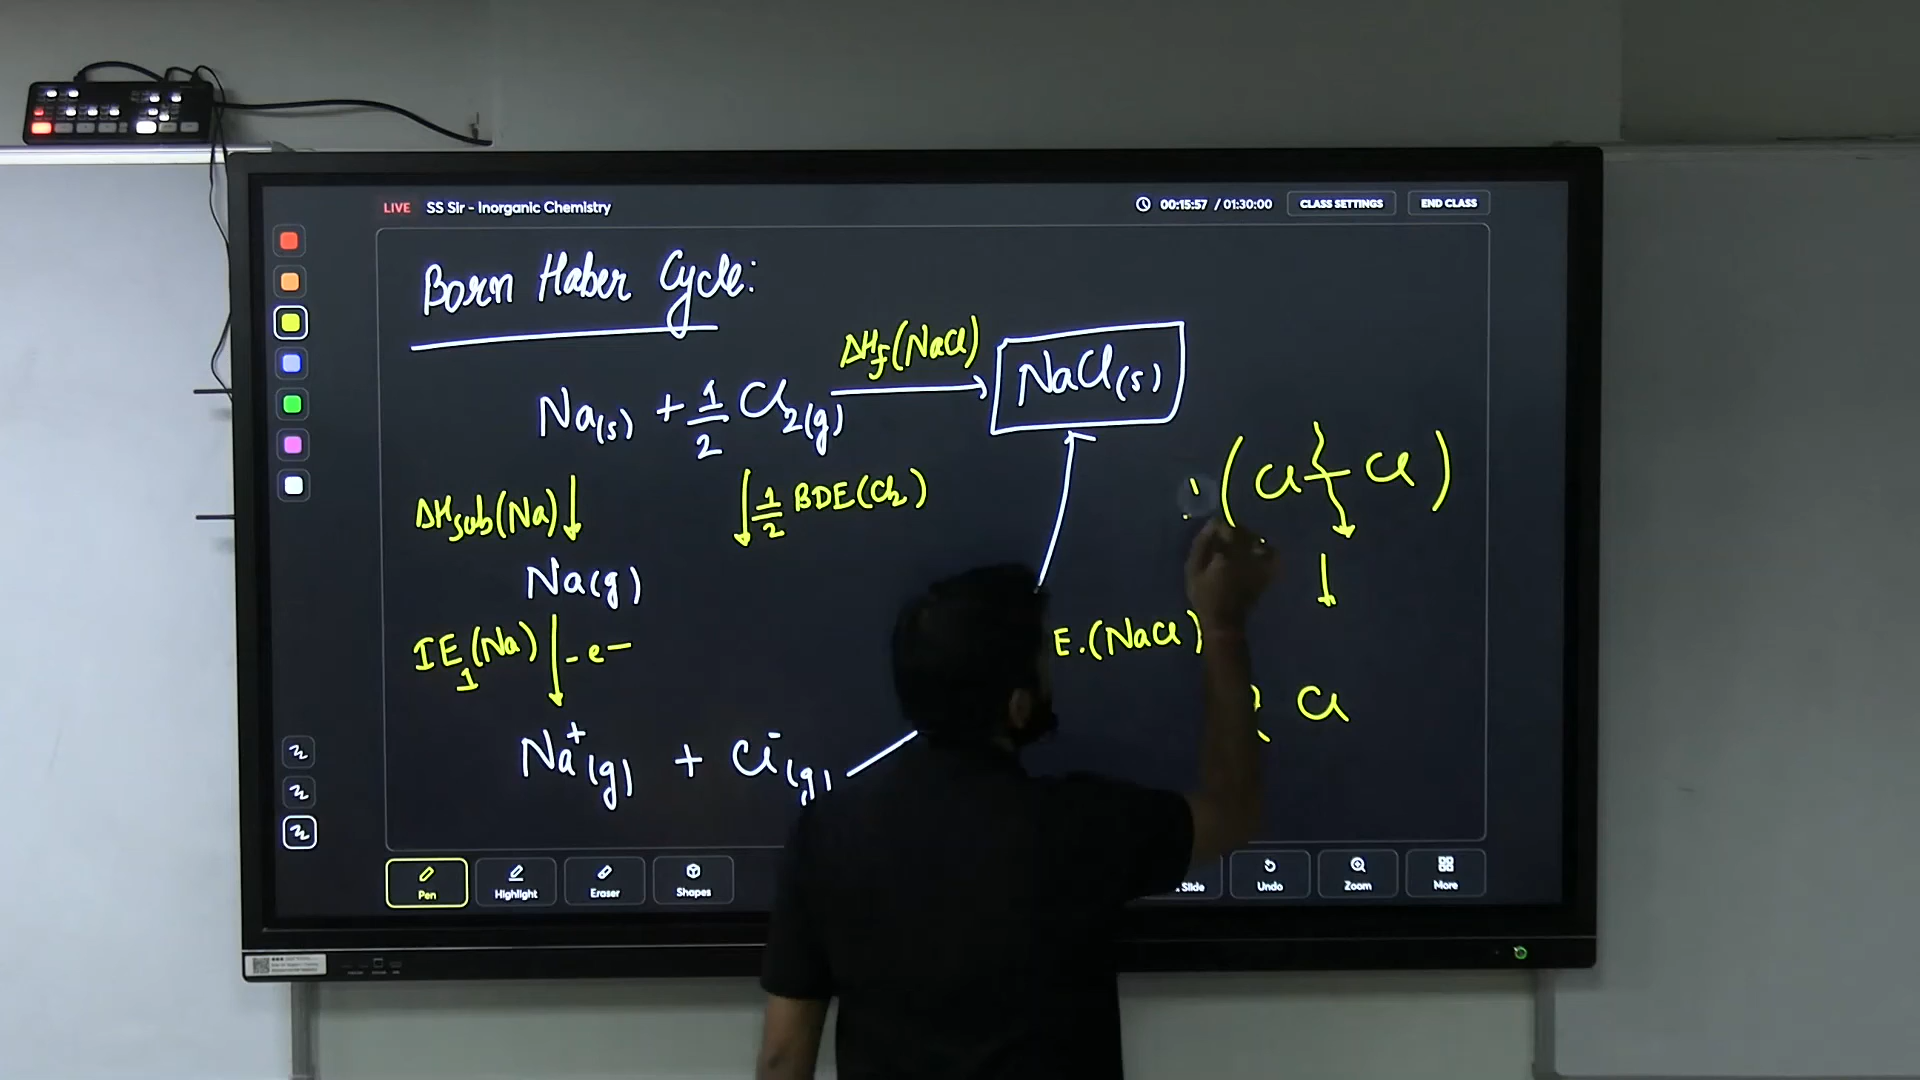 LIVE SS Sir - Inorganic Chemistry 00:15:57 / 01:30:00 CLASS SETTINGS END CLASS
Born Haber Cycle:
ΔHf(NaCl)
Na(s) + 1/2 Cl2(g) → NaCl(s)
(Cl Cl)
ΔHsub(Na) ↓ ↓ 1/2 BDE(Cl2)
Na(g)
IE1(Na) ↓ -e−
E.(NaCl)
2 Cl
Na+(g) + Cl-(g)
Pen Highlight Eraser Shapes Slide Undo Zoom More